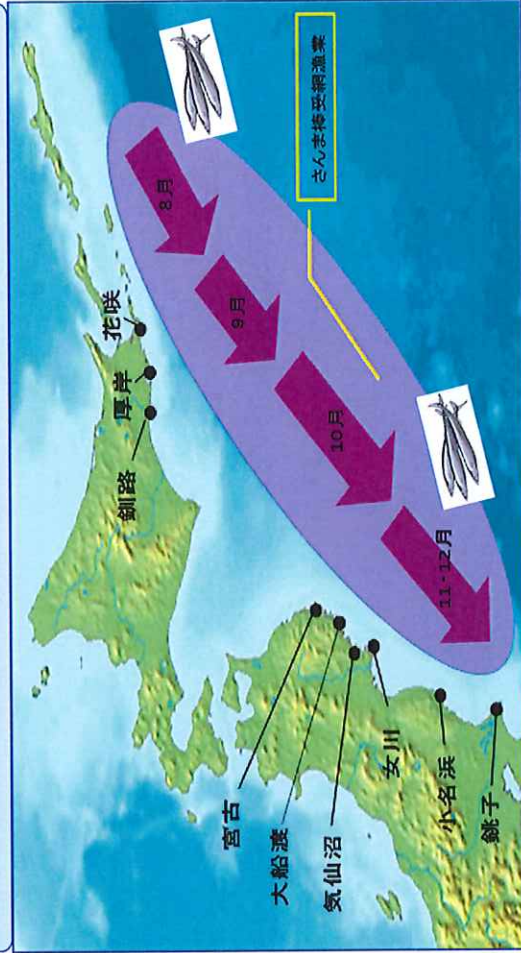 8月
9月
10月
11・12月
さんま棒受網漁業
花咲
厚岸
釧路
宮古
大船渡
気仙沼
女川
小名浜
銚子